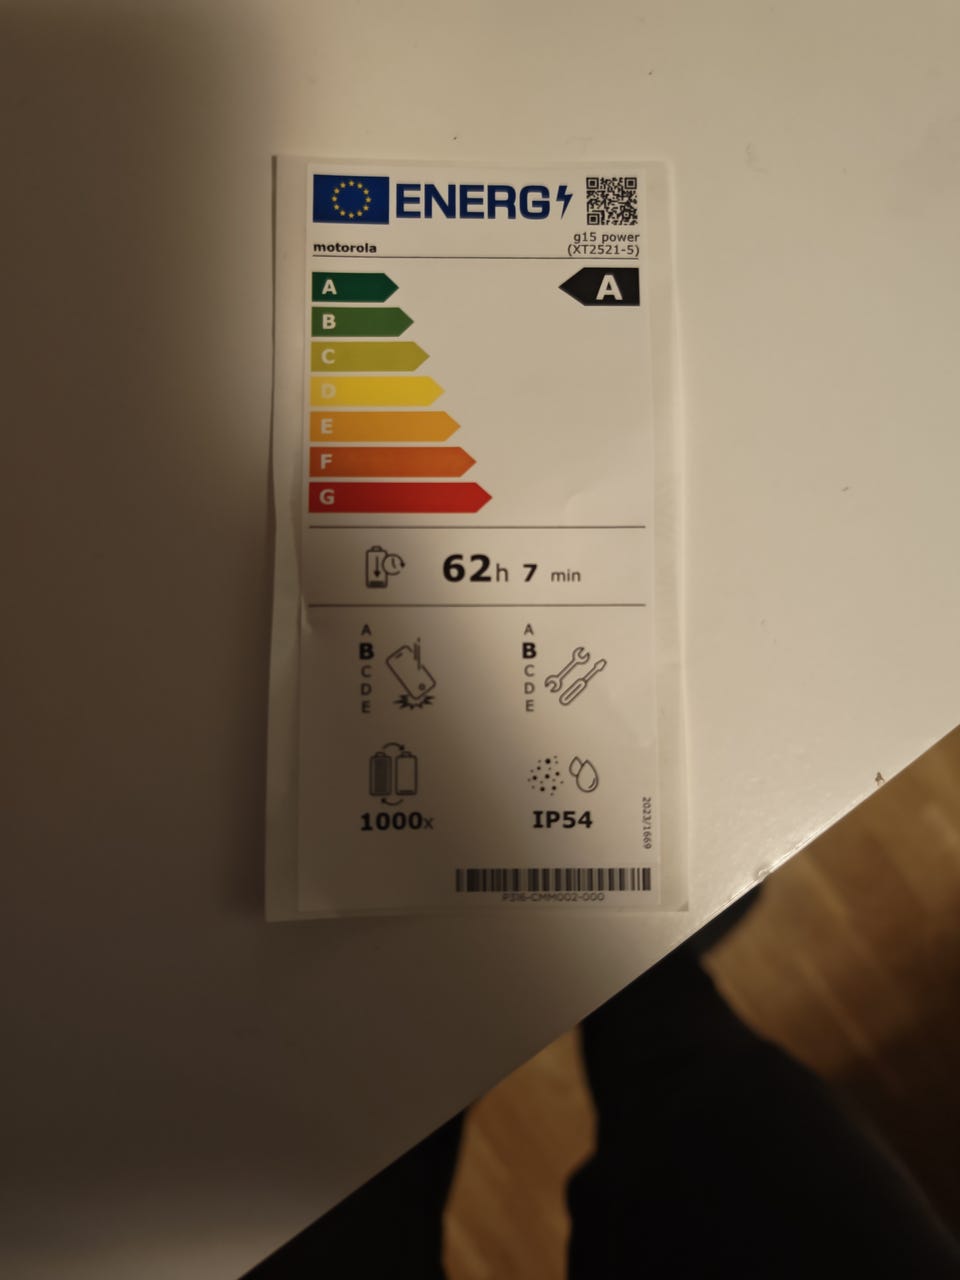 ENERG
motorola
g15 power
(XT2521-5)
A
A
B
C
D
E
F
G
62h 7 min
A
B
C
D
E
A
B
C
D
E
1000x
IP54
2023/1669
P316-CMM002-000